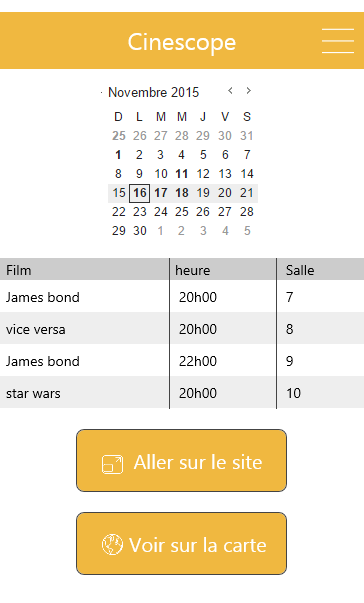 Cinescope
Novembre 2015
D L M M J V S
25 26 27 28 29 30 31
1 2 3 4 5 6 7
8 9 10 11 12 13 14
15 16 17 18 19 20 21
22 23 24 25 26 27 28
29 30 1 2 3 4 5
Film heure Salle
James bond 20h00 7
vice versa 20h00 8
James bond 22h00 9
star wars 20h00 10
Aller sur le site
Voir sur la carte